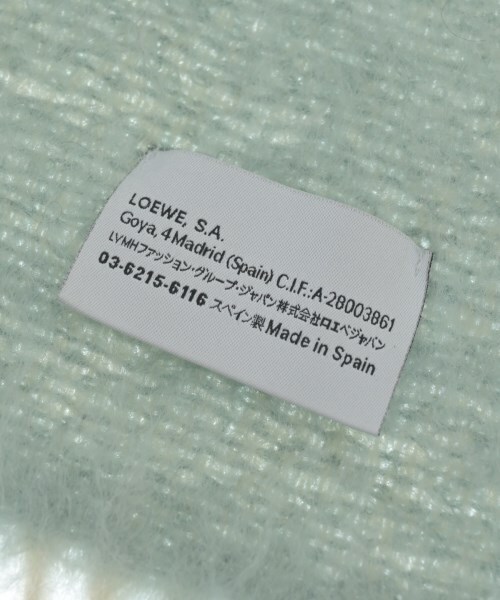 LOEWE, S.A.
Goya, 4 Madrid (Spain) C.I.F.:A-28003861
LVMHファッション・グループ・ジャパン株式会社ロエベジャパン
03-6215-6116 スペイン製 Made in Spain